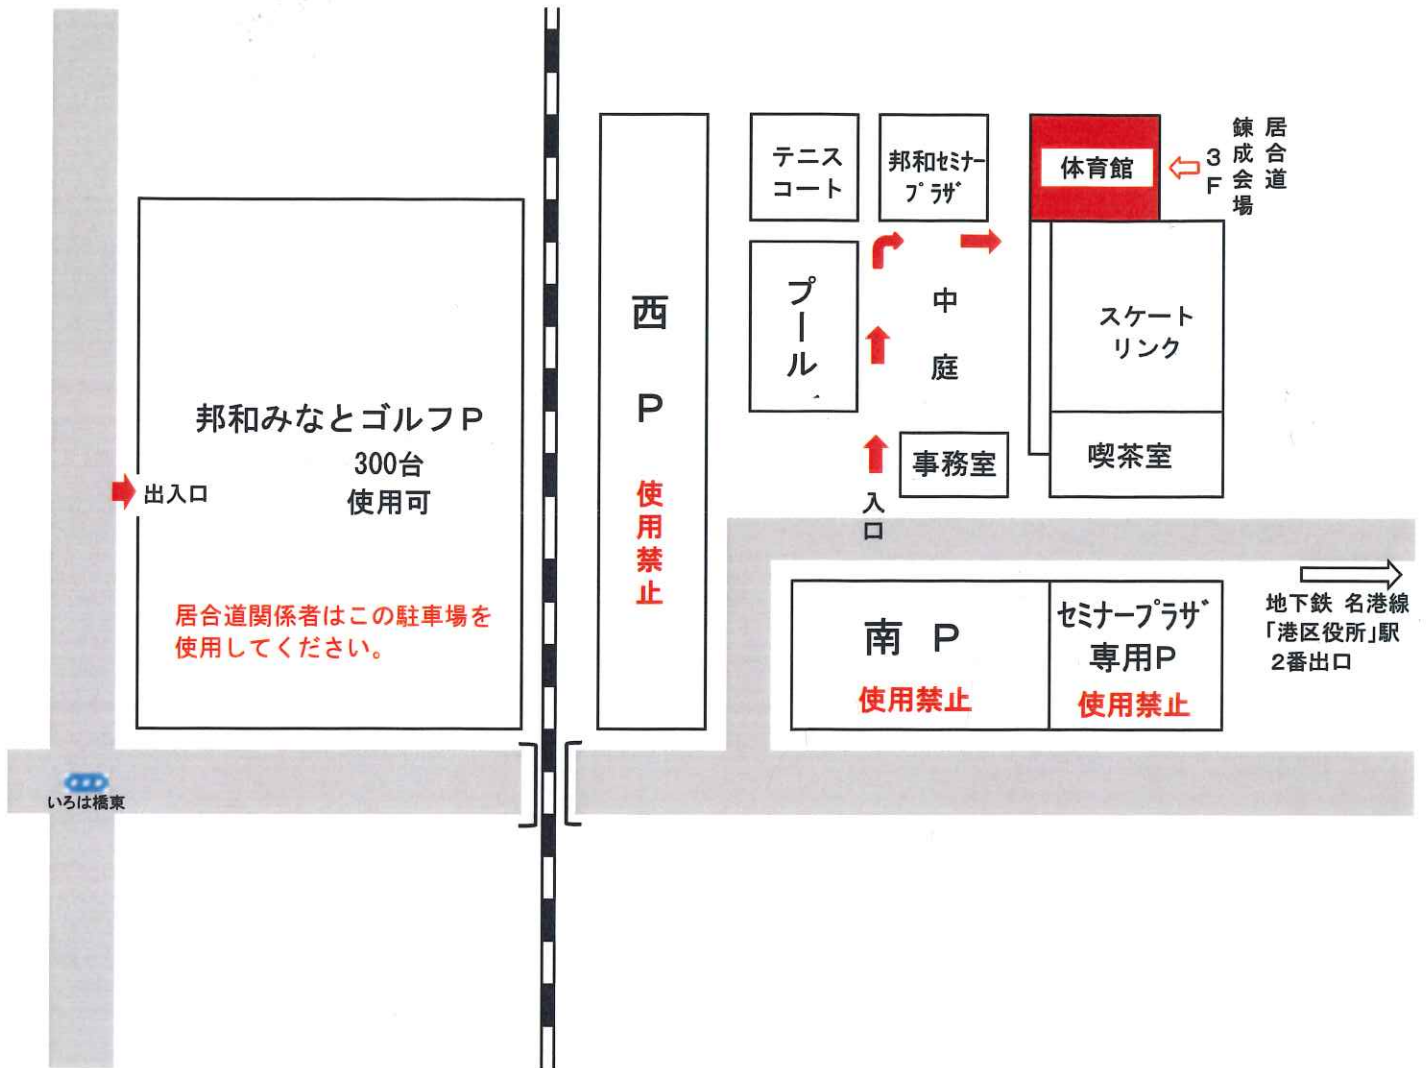 テニス
コート
邦和セミナー
プラザ
体育館
居合道
錬成会場
3F
プール
中庭
スケート
リンク
喫茶室
事務室
入口
西P
使用禁止
邦和みなとゴルフP
300台
使用可
出入口
居合道関係者はこの駐車場を
使用してください。
南 P
使用禁止
セミナープラザ
専用P
使用禁止
地下鉄 名港線
「港区役所」駅
2番出口
いろは橋東